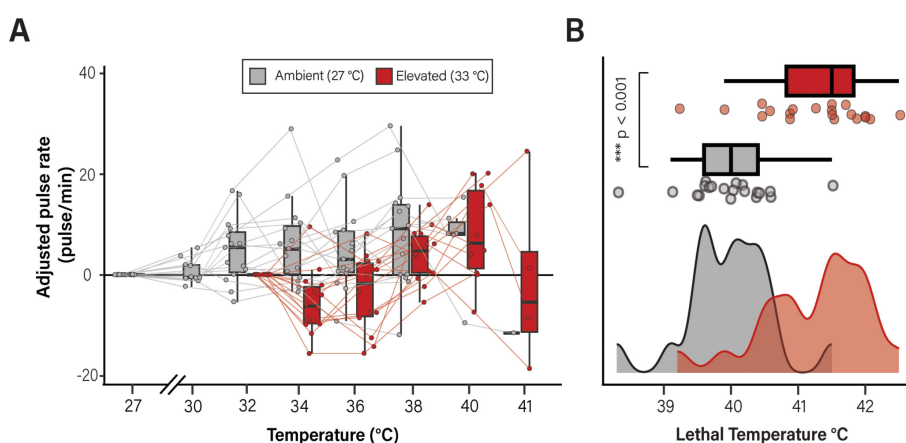 A
Adjusted pulse rate
(pulse/min)
40
20
0
-20
Ambient (27 °C)
Elevated (33 °C)
27
30
32
34
36
38
40
41
Temperature (°C)
B
*** p < 0.001
39
40
41
42
Lethal Temperature °C